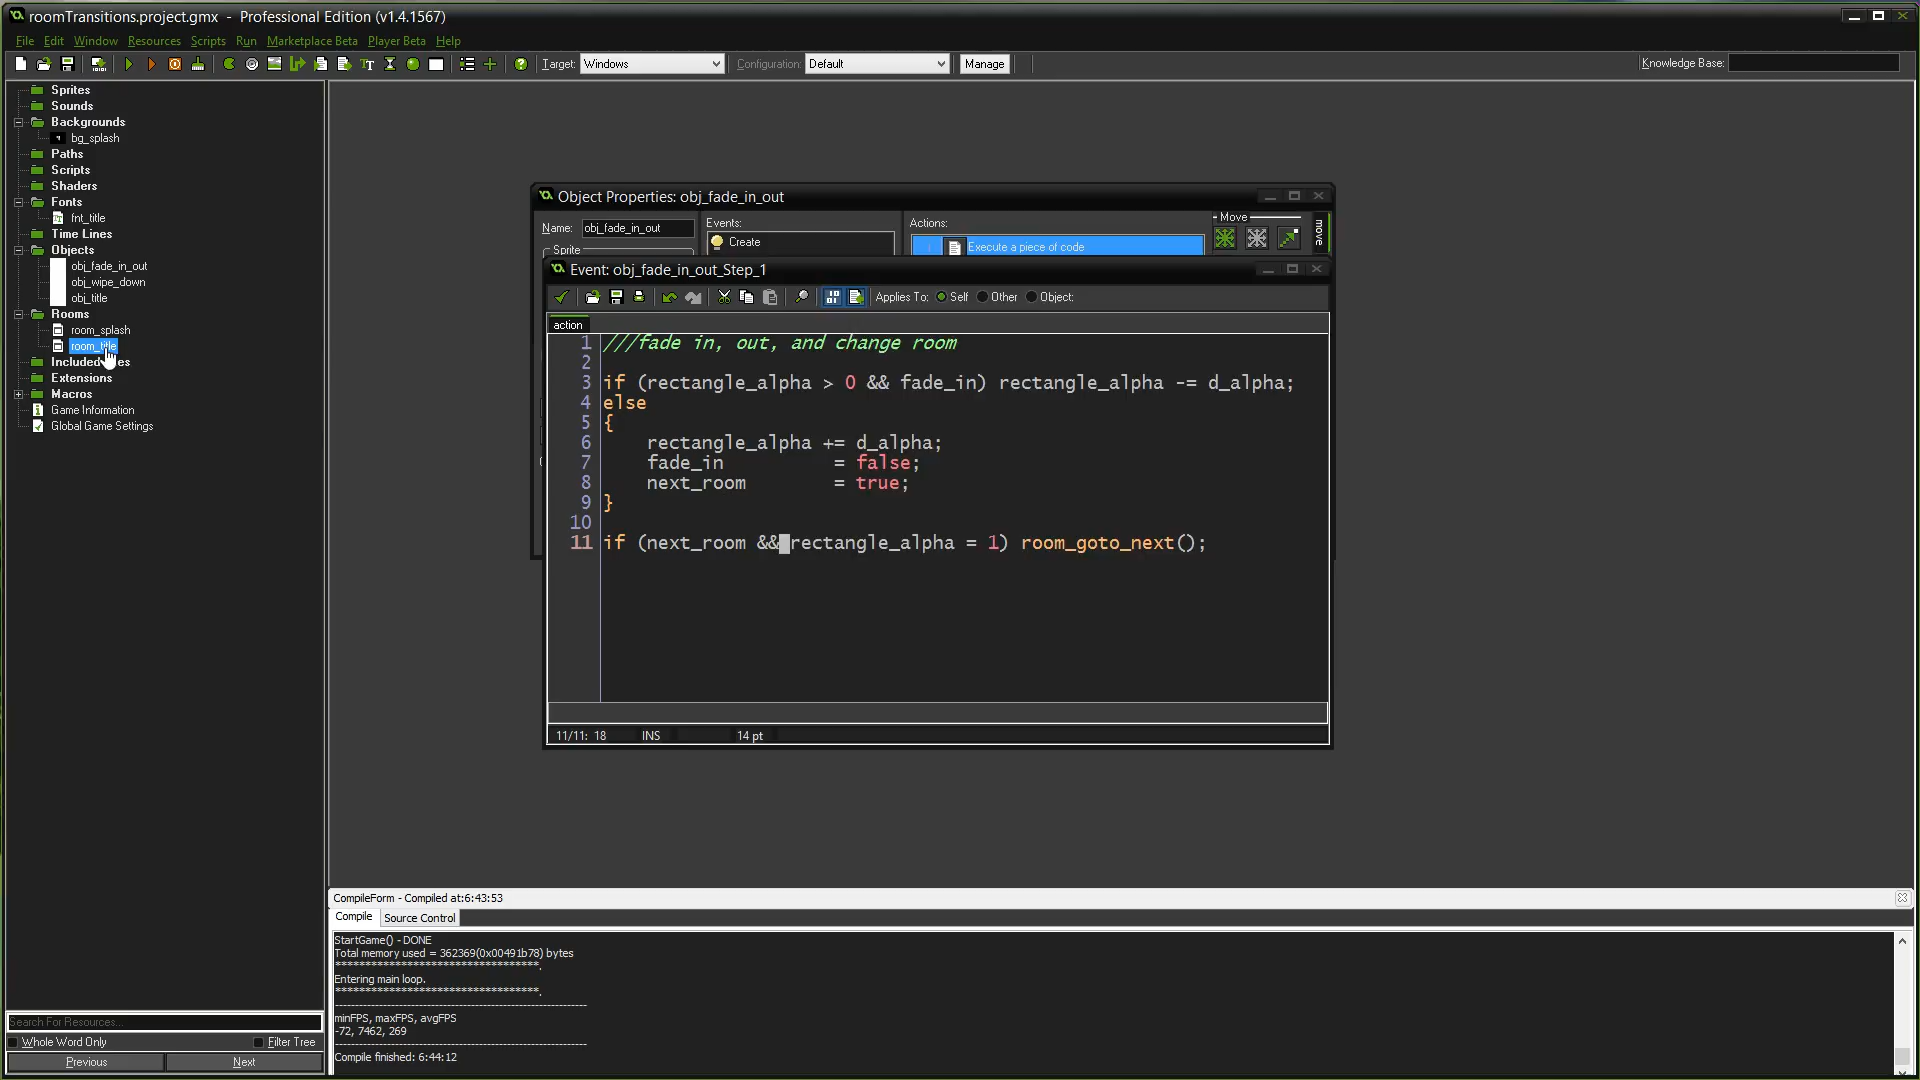 roomTransitions.project.gmx - Professional Edition (v1.4.1567)
File Edit Window Resources Scripts Run Marketplace Beta Player Beta Help
Target: Windows Configuration: Default Manage Knowledge Base:
Sprites
Sounds
Backgrounds
bg_splash
Paths
Scripts
Shaders
Fonts
fnt_title
Time Lines
Objects
obj_fade_in_out
obj_wipe_down
obj_title
Rooms
room_splash
room_title
Included es
Extensions
Macros
Game Information
Global Game Settings
Search For Resources...
Whole Word Only Filter Tree
Previous Next
Object Properties: obj_fade_in_out
Name: obj_fade_in_out Events: Actions: Move move
Sprite Create Execute a piece of code
Event: obj_fade_in_out_Step_1
Applies To: Self Other Object:
action
1 ///fade in, out, and change room
2
3 if (rectangle_alpha > 0 && fade_in) rectangle_alpha -= d_alpha;
4 else
5 {
6 rectangle_alpha += d_alpha;
7 fade_in = false;
8 next_room = true;
9 }
10
11 if (next_room && rectangle_alpha = 1) room_goto_next();
11/11: 18 INS 14 pt
CompileForm - Compiled at:6:43:53
Compile Source Control
StartGame() - DONE
Total memory used = 362369(0x00491b78) bytes
**********************************.
Entering main loop.
**********************************.
---------------------------------------------------------------
minFPS, maxFPS, avgFPS
-72, 7462, 269
---------------------------------------------------------------
Compile finished: 6:44:12